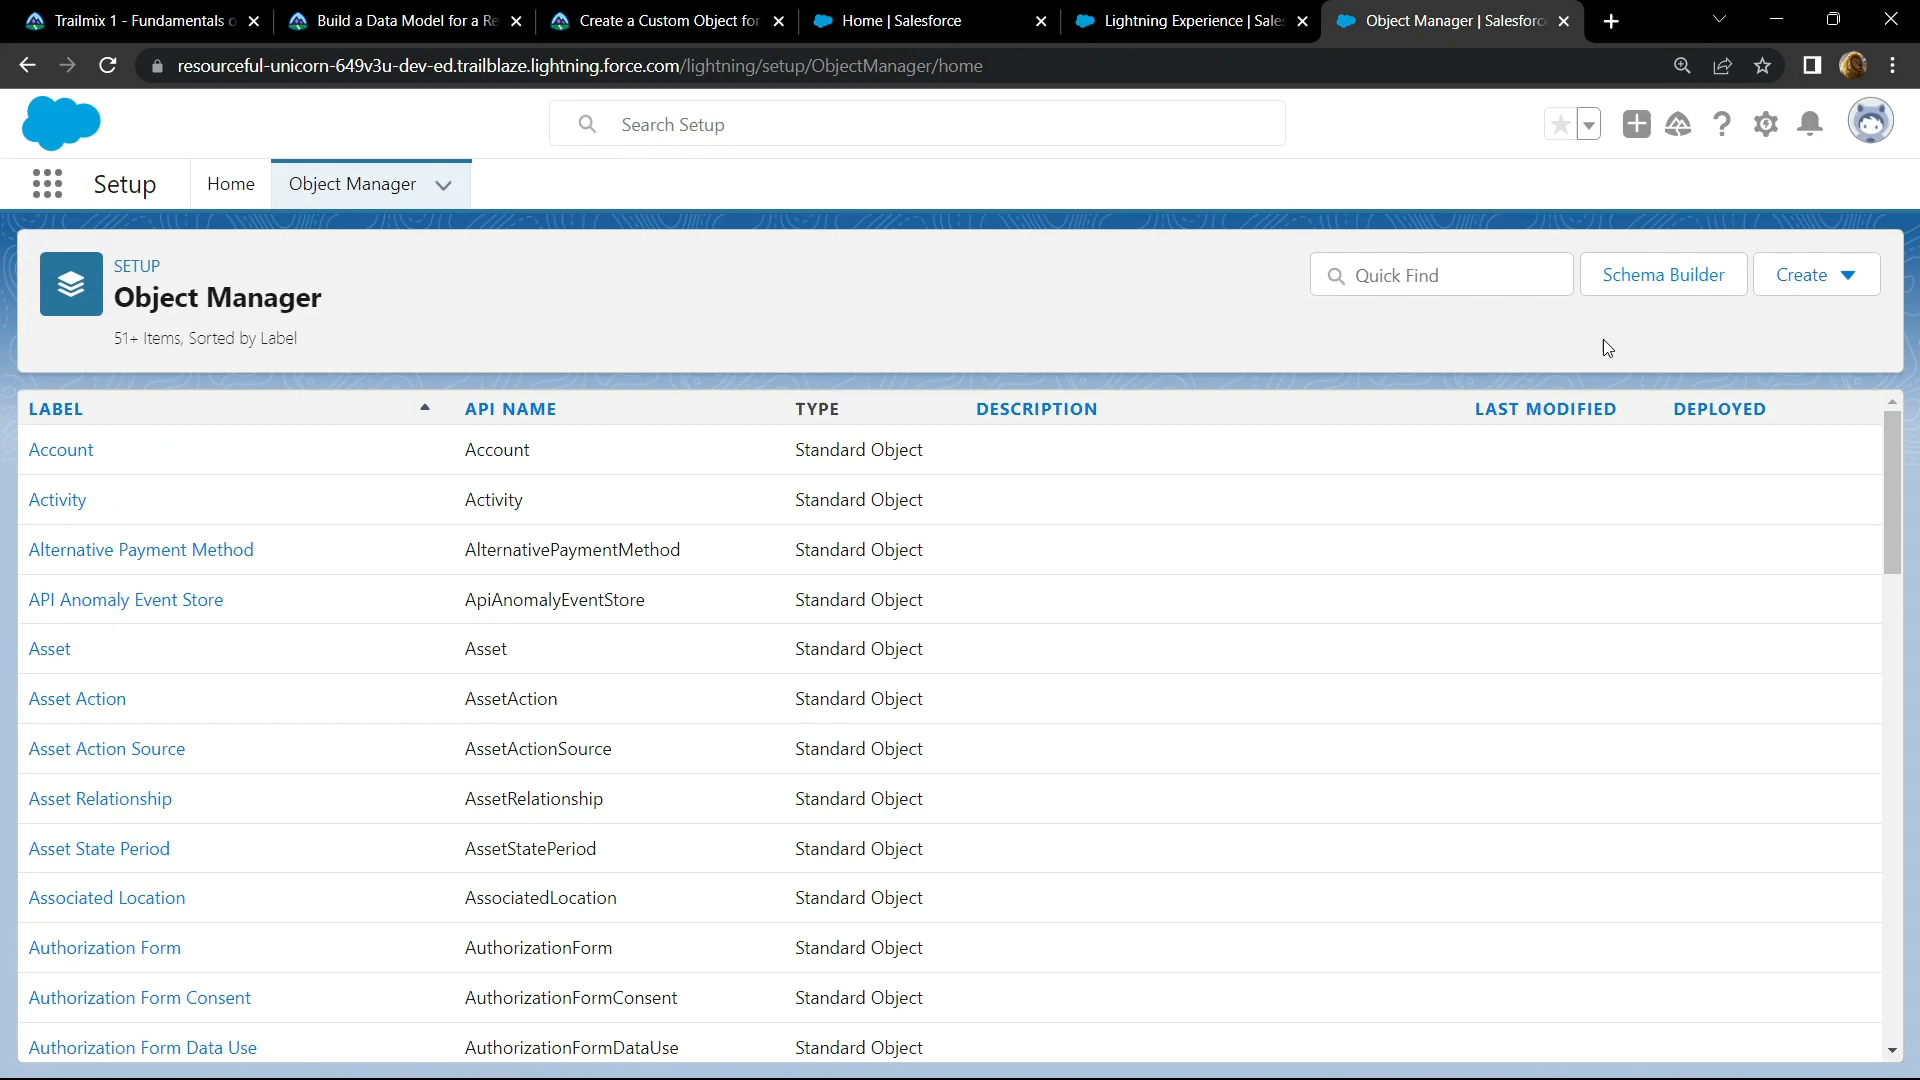 Trailmix 1 - Fundamentals o
Build a Data Model for a Re
Create a Custom Object for
Home | Salesforce
Lightning Experience | Sales
Object Manager | Salesforc
resourceful-unicorn-649v3u-dev-ed.trailblaze.lightning.force.com/lightning/setup/ObjectManager/home
Search Setup
Setup
Home
Object Manager
SETUP
Object Manager
51+ Items, Sorted by Label
Quick Find
Schema Builder
Create
LABEL API NAME TYPE DESCRIPTION LAST MODIFIED DEPLOYED
Account Account Standard Object
Activity Activity Standard Object
Alternative Payment Method AlternativePaymentMethod Standard Object
API Anomaly Event Store ApiAnomalyEventStore Standard Object
Asset Asset Standard Object
Asset Action AssetAction Standard Object
Asset Action Source AssetActionSource Standard Object
Asset Relationship AssetRelationship Standard Object
Asset State Period AssetStatePeriod Standard Object
Associated Location AssociatedLocation Standard Object
Authorization Form AuthorizationForm Standard Object
Authorization Form Consent AuthorizationFormConsent Standard Object
Authorization Form Data Use AuthorizationFormDataUse Standard Object